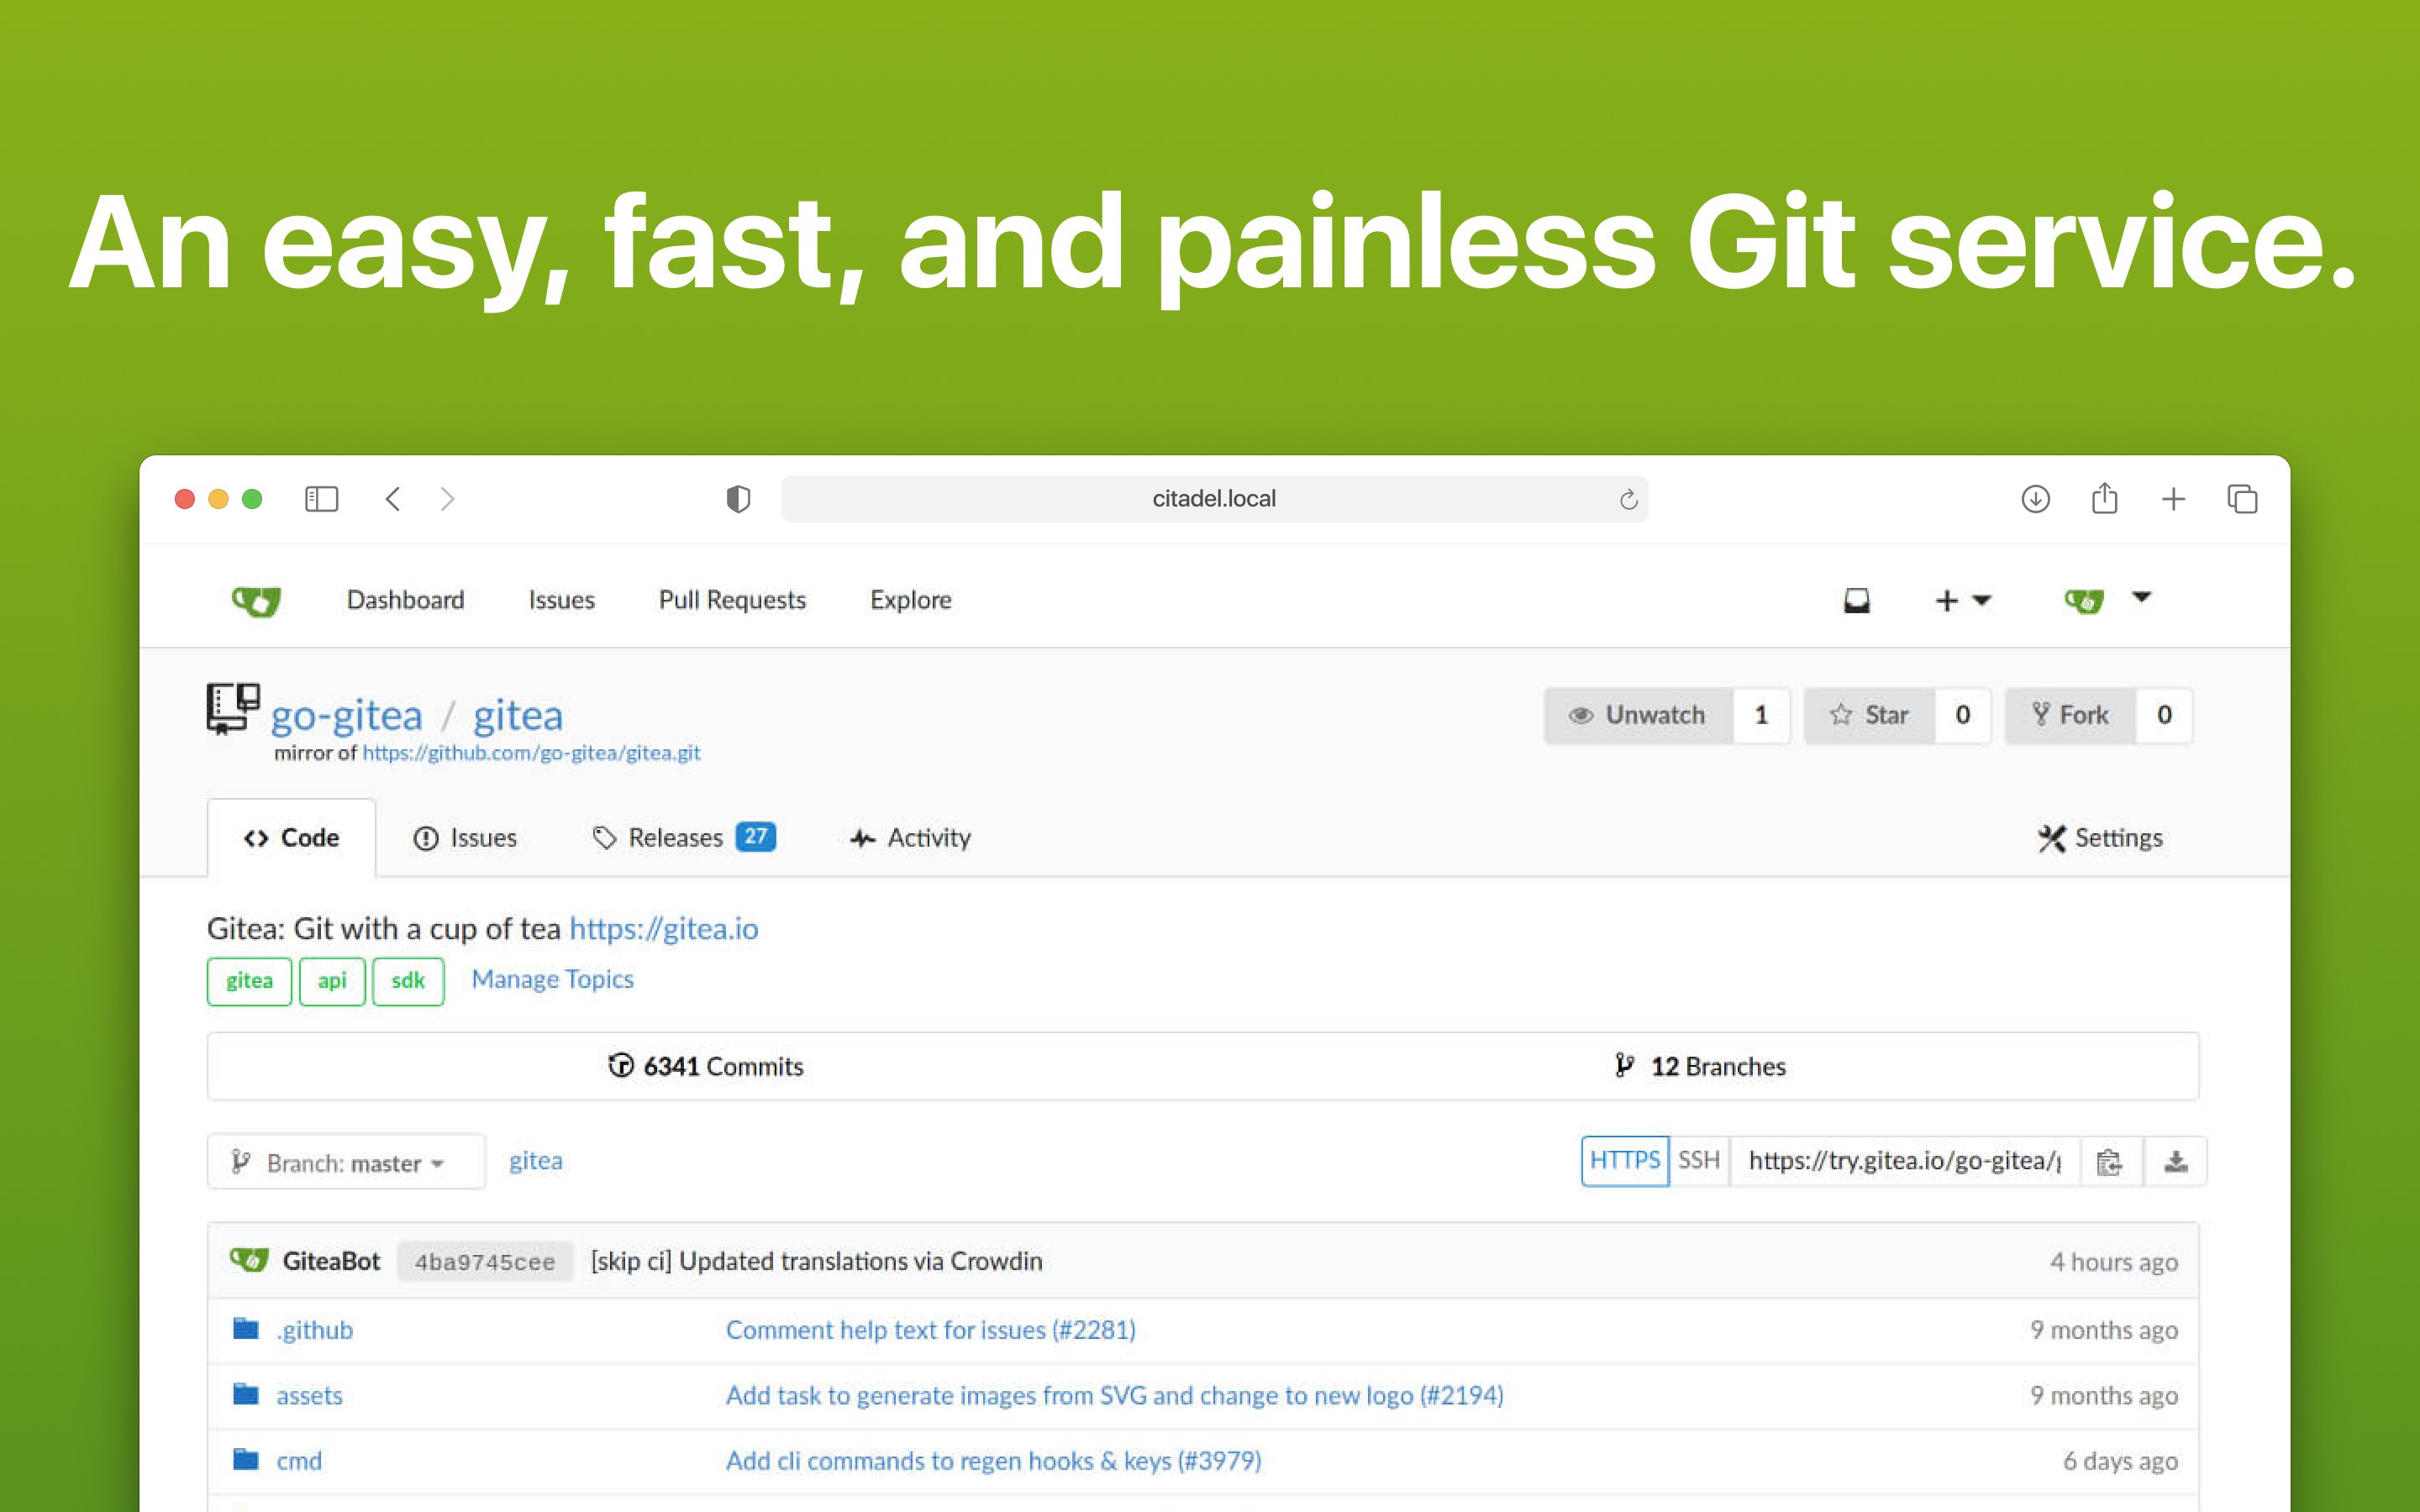 An easy, fast, and painless Git service.
citadel.local
Dashboard Issues Pull Requests Explore
go-gitea / gitea
Unwatch 1 Star 0 Fork 0
mirror of https://github.com/go-gitea/gitea.git
Code Issues Releases 27 Activity Settings
Gitea: Git with a cup of tea https://gitea.io
gitea api sdk Manage Topics
6341 Commits 12 Branches
Branch: master gitea HTTPS SSH https://try.gitea.io/go-gitea/
GiteaBot 4ba9745cee [skip ci] Updated translations via Crowdin 4 hours ago
.github Comment help text for issues (#2281) 9 months ago
assets Add task to generate images from SVG and change to new logo (#2194) 9 months ago
cmd Add cli commands to regen hooks & keys (#3979) 6 days ago